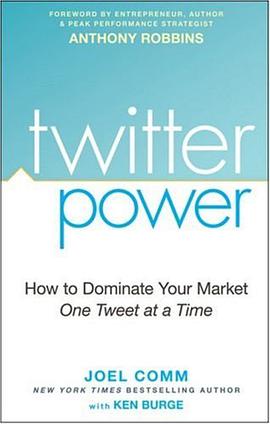 FOREWORD BY ENTREPRENEUR, AUTHOR
& PEAK PERFORMANCE STRATEGIST
ANTHONY ROBBINS
twitter
power
How to Dominate Your Market
One Tweet at a Time
JOEL COMM
NEW YORK TIMES BESTSELLING AUTHOR
with KEN BURGE